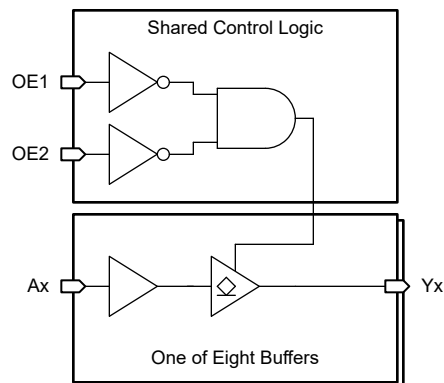 Shared Control Logic
OE1
OE2
Ax
Yx
One of Eight Buffers